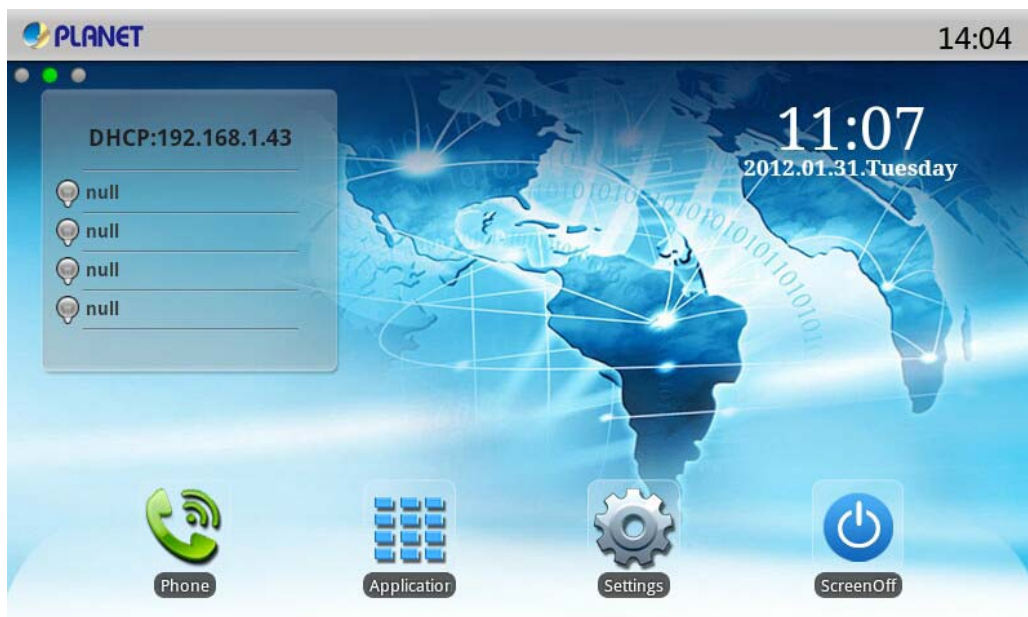 PLANET
14:04
DHCP:192.168.1.43
null
null
null
null
11:07
2012.01.31.Tuesday
Phone
Application
Settings
ScreenOff